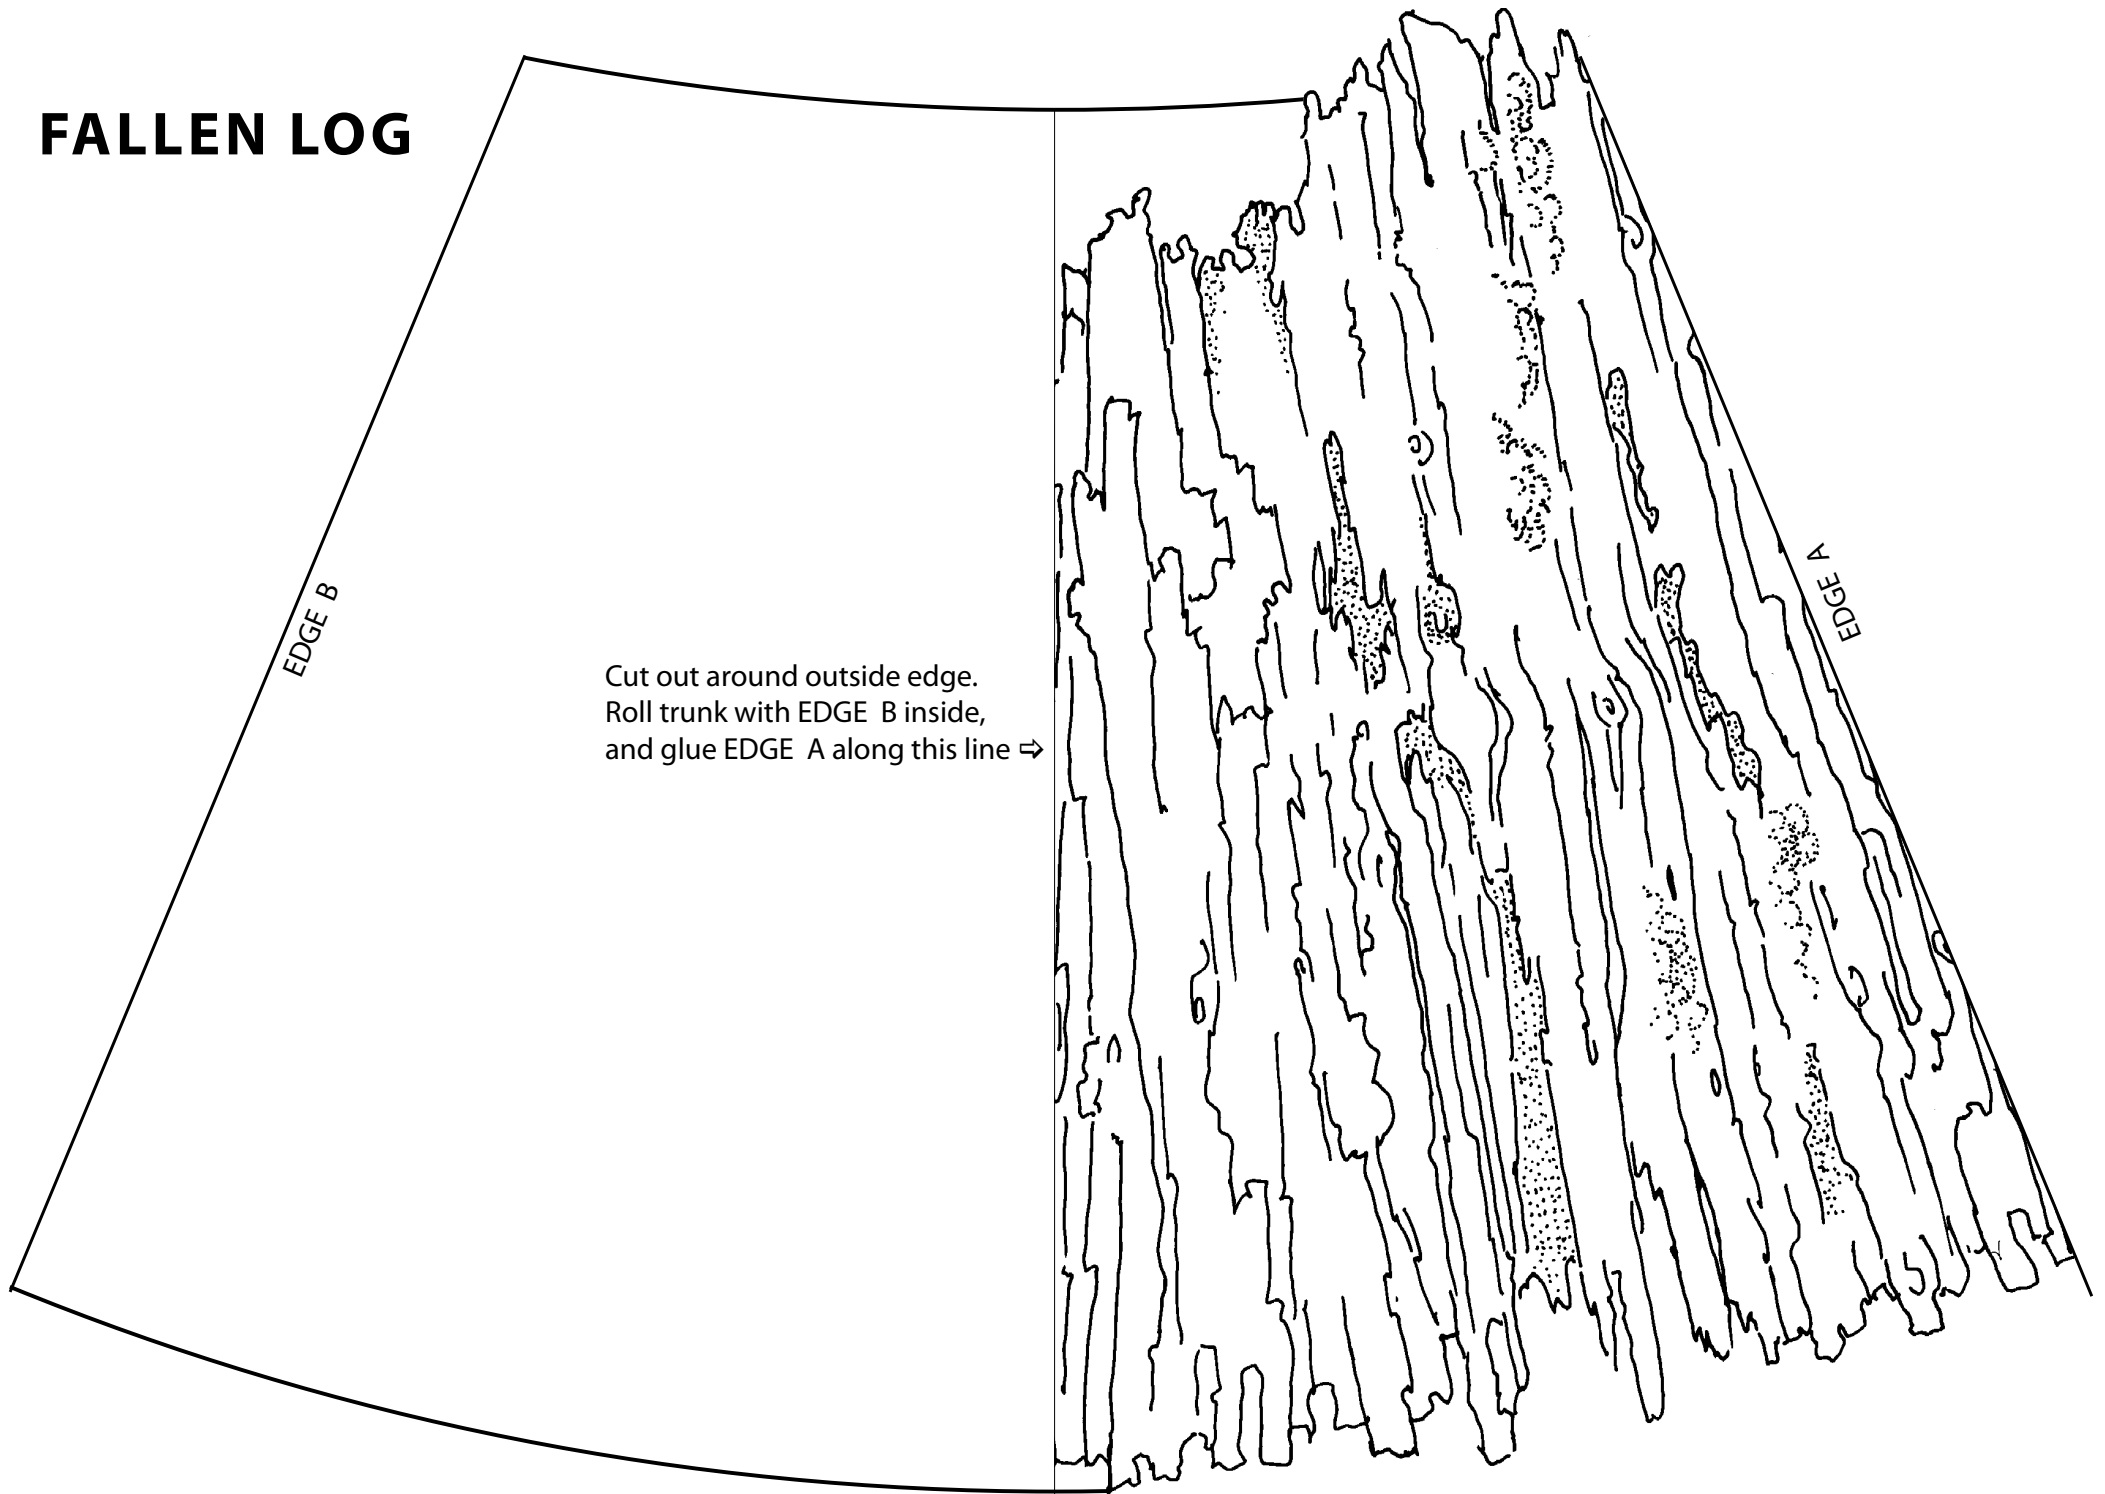 FALLEN LOG
EDGE B
Cut out around outside edge.
Roll trunk with EDGE B inside,
and glue EDGE A along this line ⇨
EDGE A